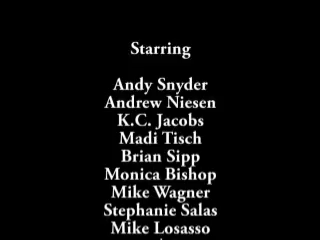 Starring
Andy Snyder
Andrew Niesen
K.C. Jacobs
Madi Tisch
Brian Sipp
Monica Bishop
Mike Wagner
Stephanie Salas
Mike Losasso